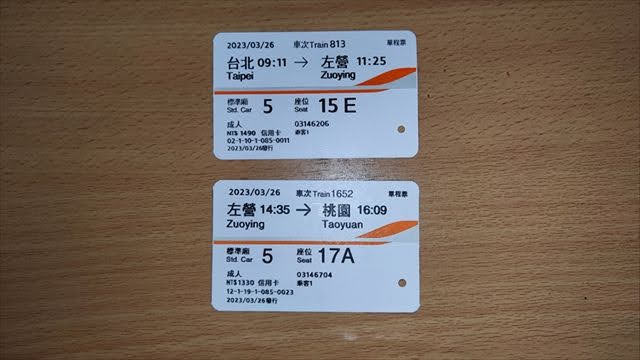 2023/03/26 車次Train 813 單程票
台北 09:11 → 左營 11:25
Taipei Zuoying
標準廂 5 座位 15 E
Std. Car Seat
成人 03146206
NT$ 1490 信用卡 乘客1
02-1-10-1-085-0011
2023/03/26發行
2023/03/26 車次Train 1652 單程票
左營 14:35 → 桃園 16:09
Zuoying Taoyuan
標準廂 5 座位 17A
Std. Car Seat
成人 03146704
NT$ 1330 信用卡 乘客1
12-1-19-1-085-0023
2023/03/26發行